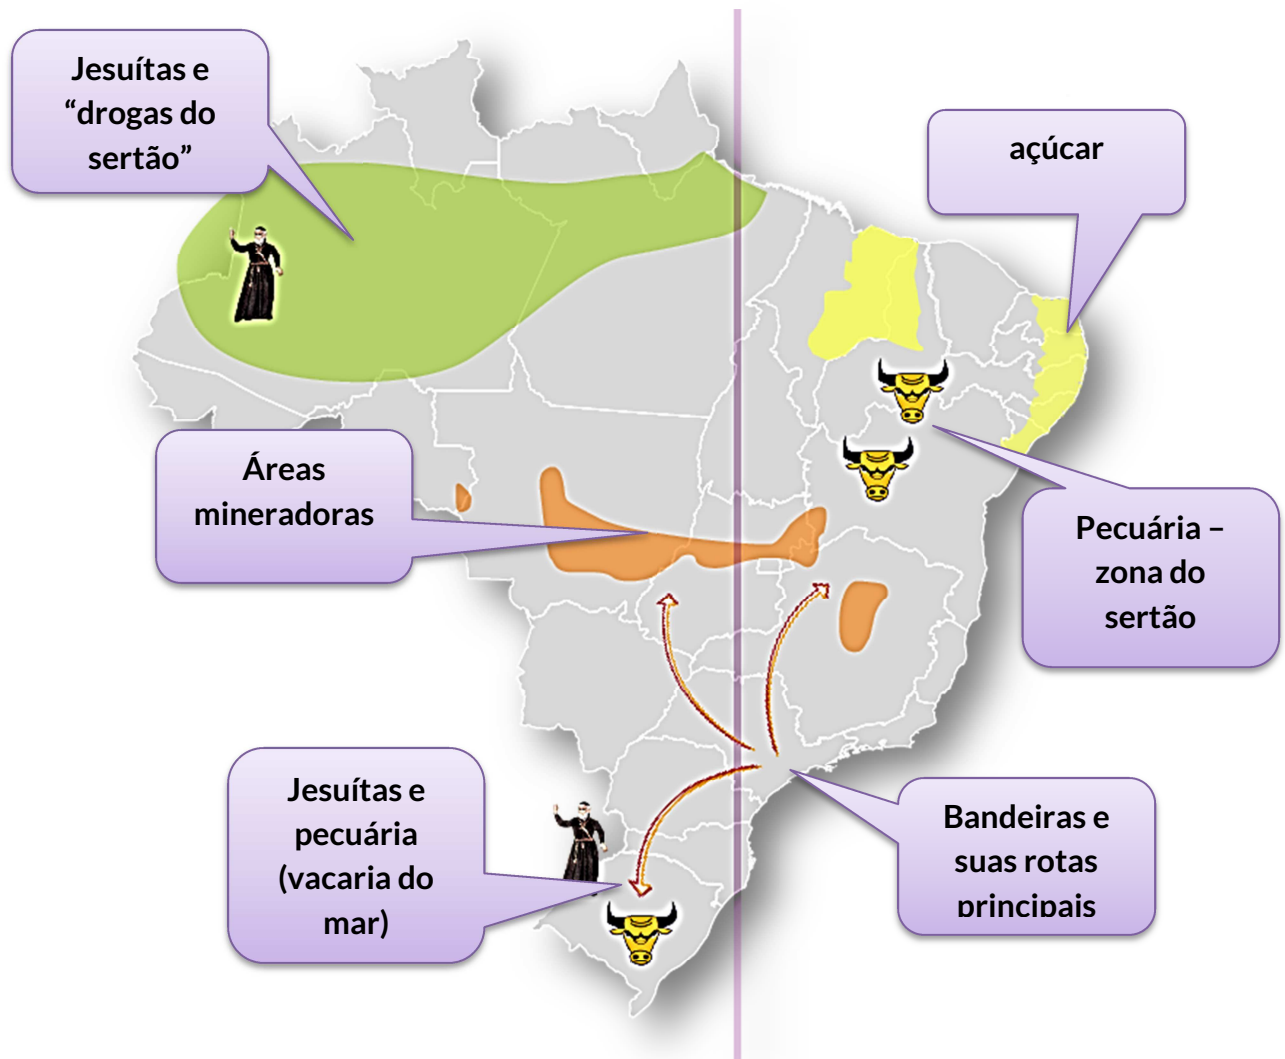 Jesuítas e
“drogas do
sertão”
açúcar
Áreas
mineradoras
Pecuária –
zona do
sertão
Jesuítas e
pecuária
(vacaria do
mar)
Bandeiras e
suas rotas
principais